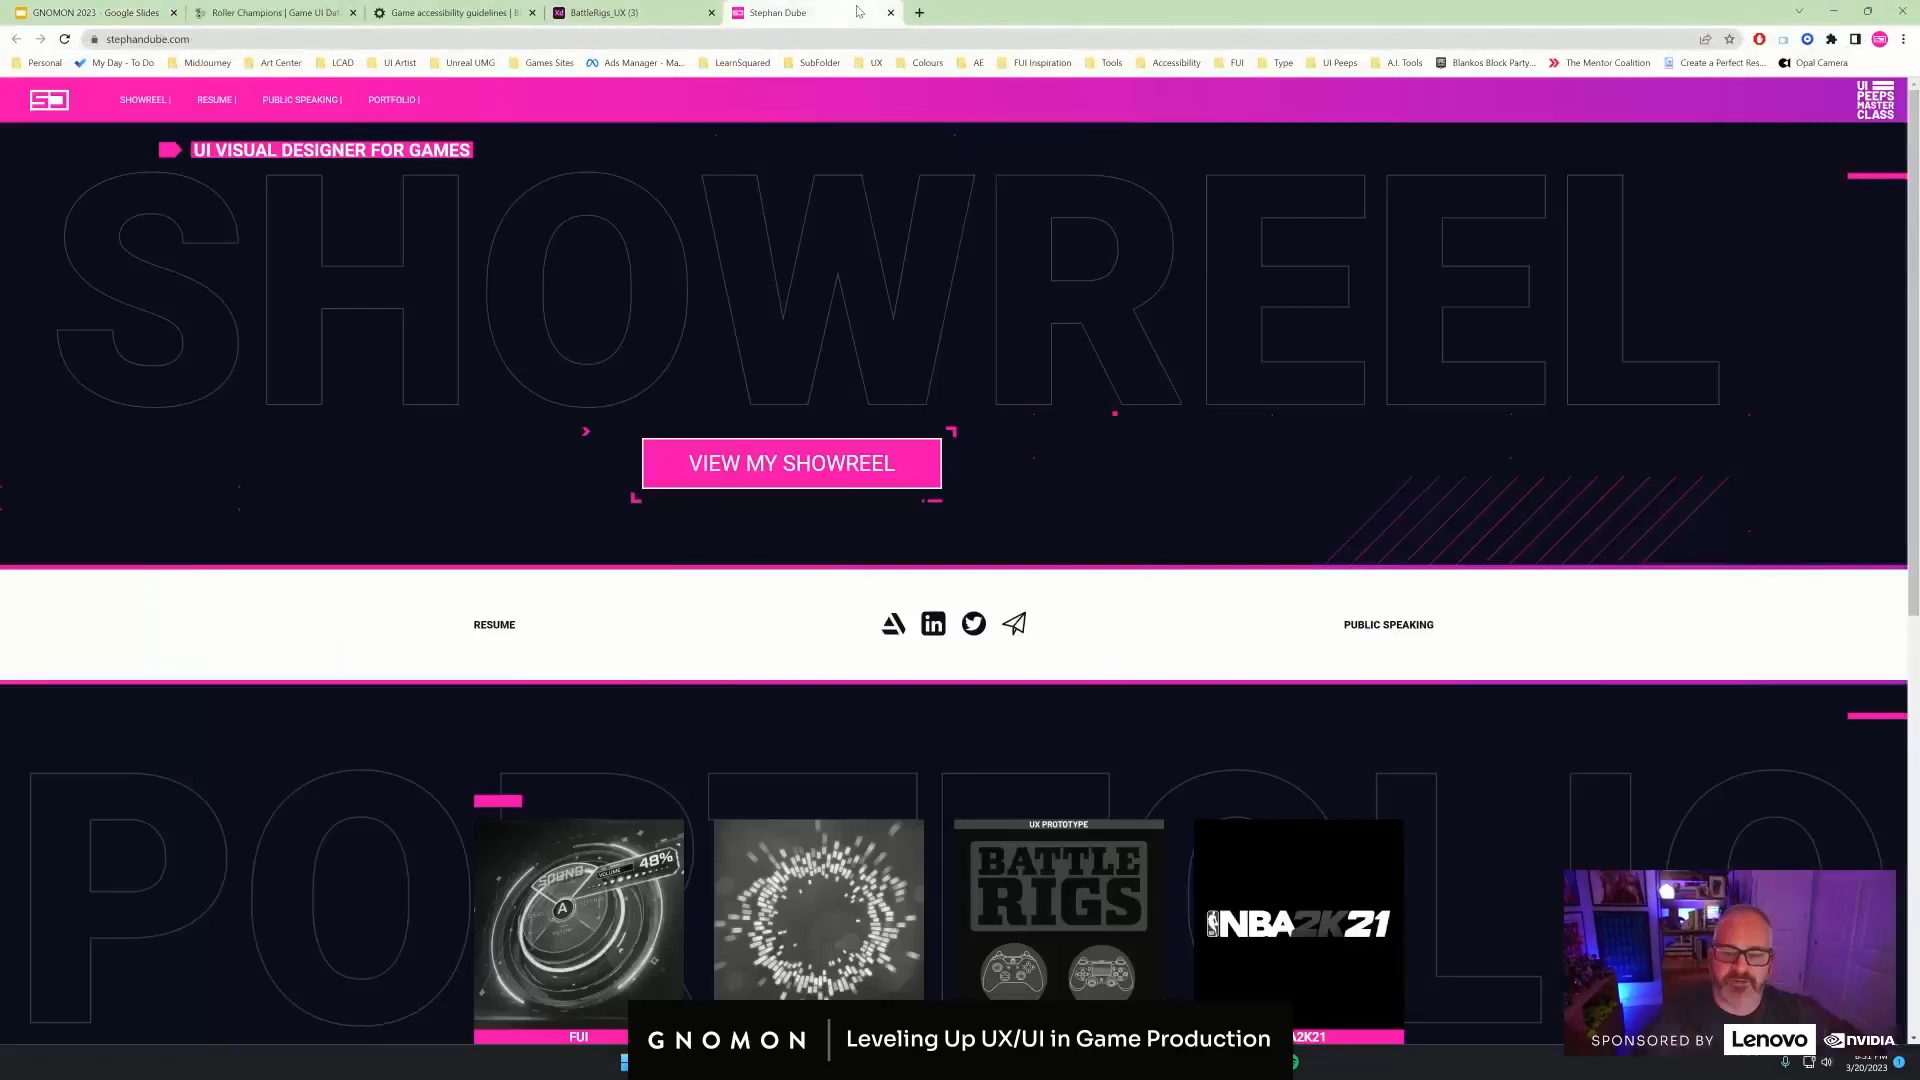 GNOMON 2023 - Google Slides
Roller Champions | Game UI Dat
Game accessibility guidelines | B
BattleRigs_UX (3)
Stephan Dube
stephandube.com
Personal
My Day - To Do
MidJourney
Art Center
LCAD
UI Artist
Unreal UMG
Games Sites
Ads Manager - Ma...
LearnSquared
SubFolder
UX
Colours
AE
FUI Inspiration
Tools
Accessibility
FUI
Type
UI Peeps
A.I. Tools
Blankos Block Party...
The Mentor Coalition
Create a Perfect Res...
Opal Camera
SHOWREEL |
RESUME |
PUBLIC SPEAKING |
PORTFOLIO |
UI
PEEPS
MASTER
CLASS
UI VISUAL DESIGNER FOR GAMES
SHOWREEL
VIEW MY SHOWREEL
RESUME
PUBLIC SPEAKING
PORTFOLIO
SOUND
VOLUME
48%
A
UX PROTOTYPE
BATTLE
RIGS
NBA2K21
FUI
A2K21
GNOMON
Leveling Up UX/UI in Game Production
SPONSORED BY
Lenovo
NVIDIA
3/20/2023